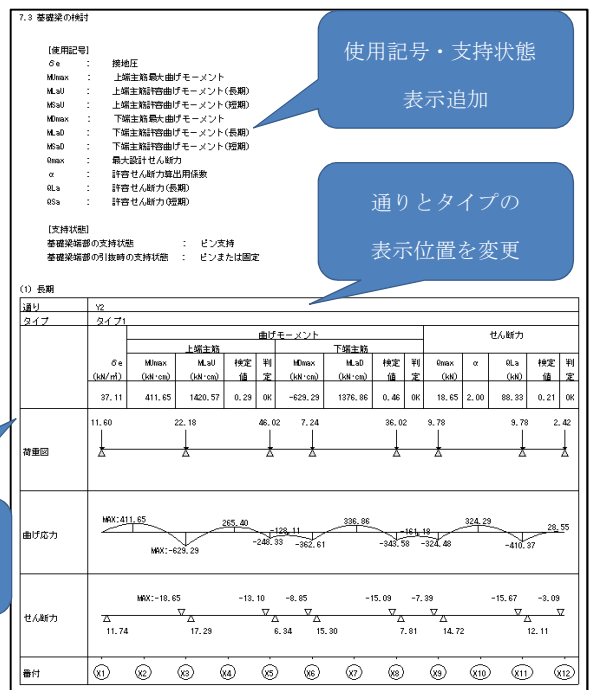 7.3 基礎梁の検討
[使用記号]
σe : 接地圧
MUmax : 上端主筋最大曲げモーメント
MLaU : 上端主筋許容曲げモーメント(長期)
MSaU : 上端主筋許容曲げモーメント(短期)
MDmax : 下端主筋最大曲げモーメント
MLaD : 下端主筋許容曲げモーメント(長期)
MSaD : 下端主筋許容曲げモーメント(短期)
Qmax : 最大設計せん断力
α : 許容せん断力算出用係数
QLa : 許容せん断力(長期)
QSa : 許容せん断力(短期)
[支持状態]
基礎梁端部の支持状態 : ピン支持
基礎梁端部の引抜時の支持状態 : ピンまたは固定
使用記号・支持状態
表示追加
通りとタイプの
表示位置を変更
(1) 長期
通り Y2
タイプ タイプ1
曲げモーメント せん断力
上端主筋 下端主筋
σe MUmax MLaU 検定 判 MDmax MLaD 検定 判 Qmax α QLa 検定 判
(kN/㎡) (kN・cm) (kN・cm) 値 定 (kN・cm) (kN・cm) 値 定 (kN) (kN) 値 定
37.11 411.65 1420.57 0.29 OK -629.29 1376.86 0.46 OK 18.65 2.00 88.33 0.21 OK
荷重図
11.60 22.18 46.02 7.24 36.02 9.78 9.78 2.42
曲げ応力
MAX:411.65 265.40 -128.11 336.86 -161.18 324.29 28.55
MAX:-629.29 -248.33 -362.61 -343.58 -324.48 -410.37
せん断力
MAX:-18.65 -13.10 -8.85 -15.09 -7.39 -15.67 -3.09
11.74 17.29 6.34 15.30 7.81 14.72 12.11
番付 X1 X2 X3 X4 X5 X6 X7 X8 X9 X10 X11 X12